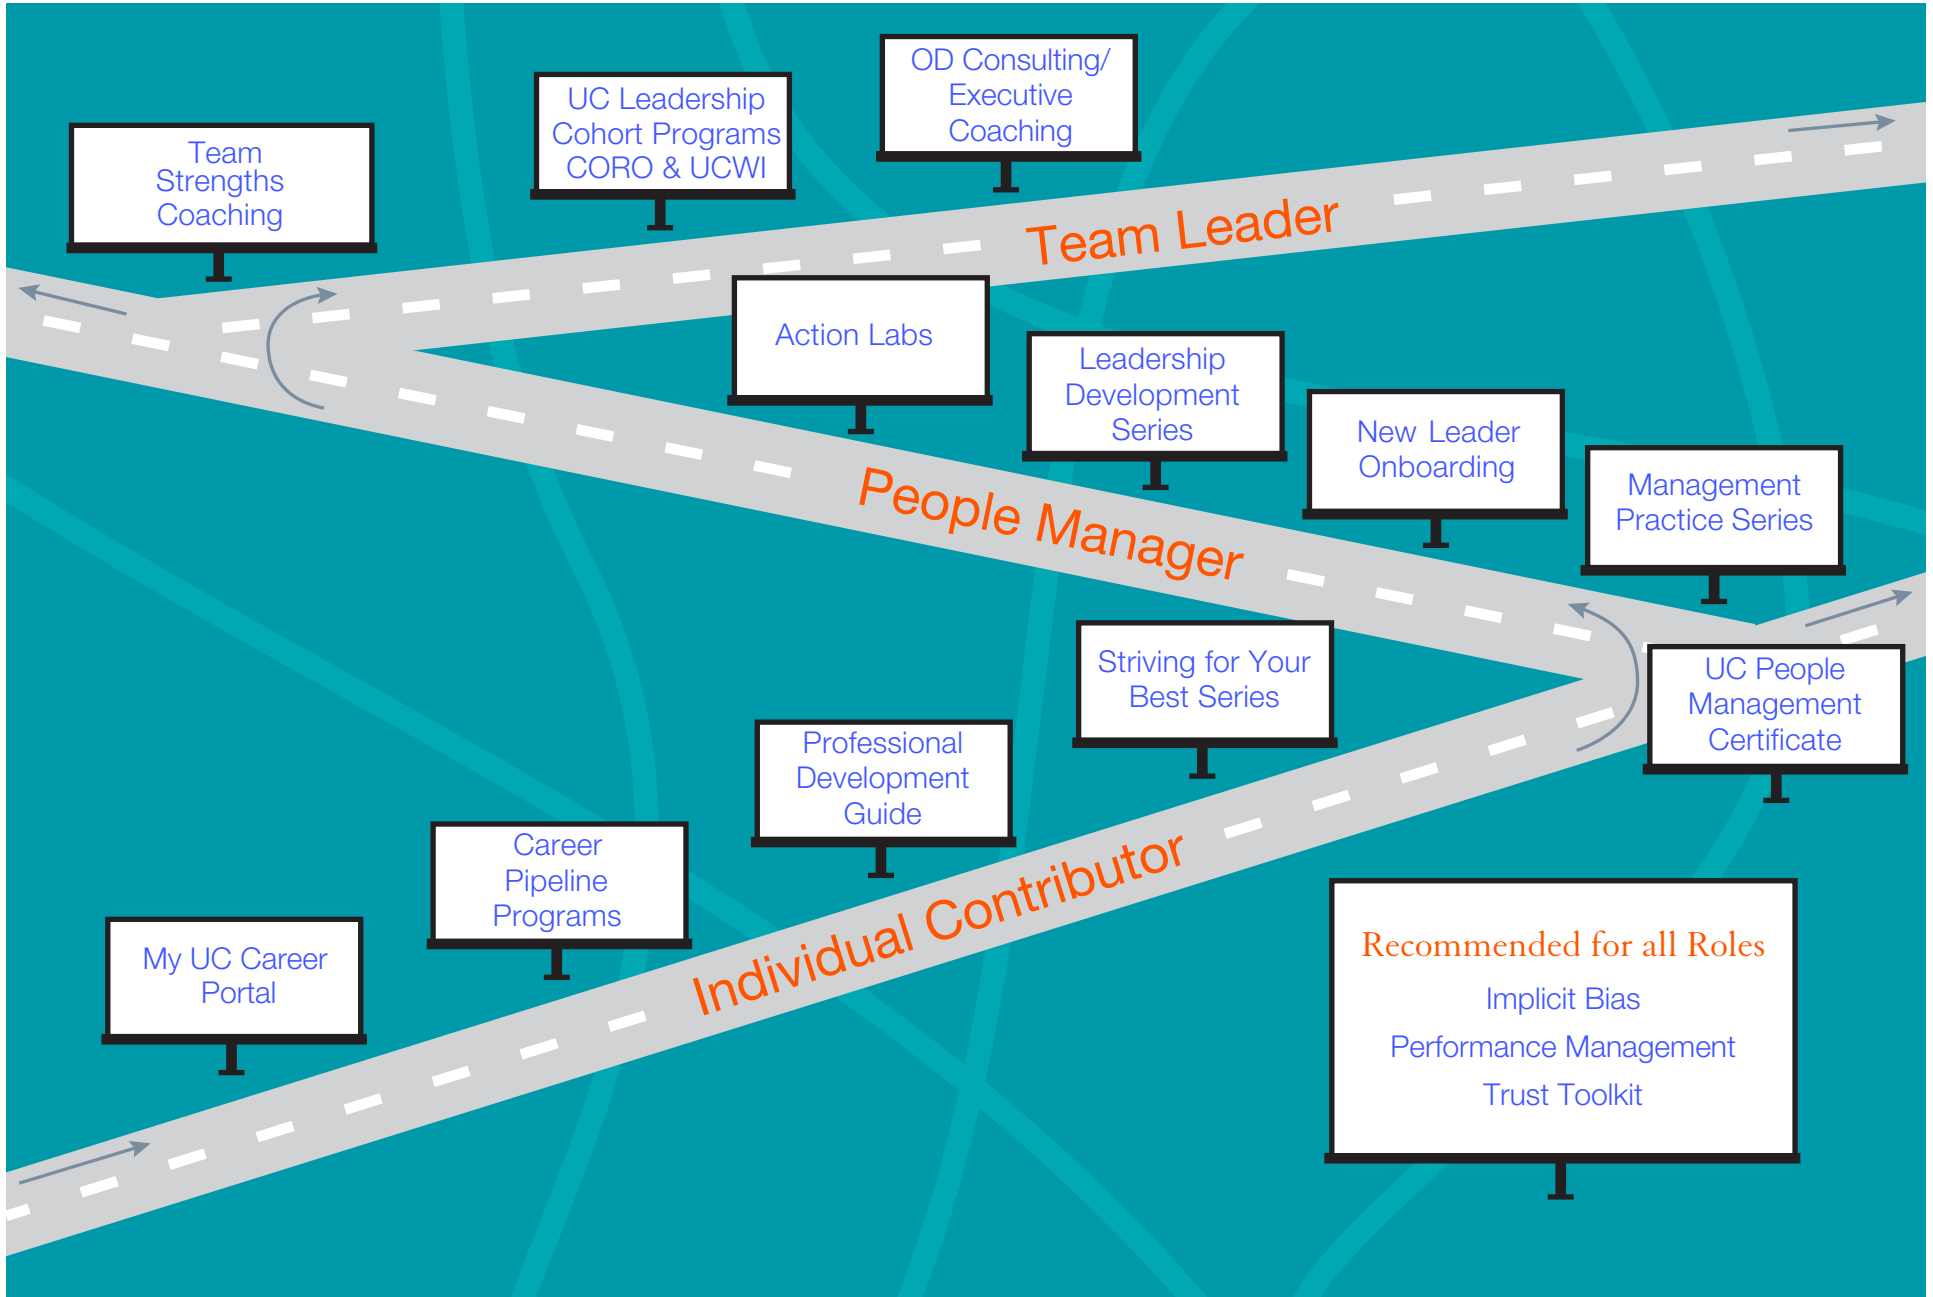 OD Consulting/
Executive
Coaching
UC Leadership
Cohort Programs
CORO & UCWI
Team
Strengths
Coaching
Team Leader
Action Labs
Leadership
Development
Series
New Leader
Onboarding
Management
Practice Series
People Manager
Striving for Your
Best Series
UC People
Management
Certificate
Professional
Development
Guide
Career
Pipeline
Programs
My UC Career
Portal
Individual Contributor
Recommended for all Roles
Implicit Bias
Performance Management
Trust Toolkit